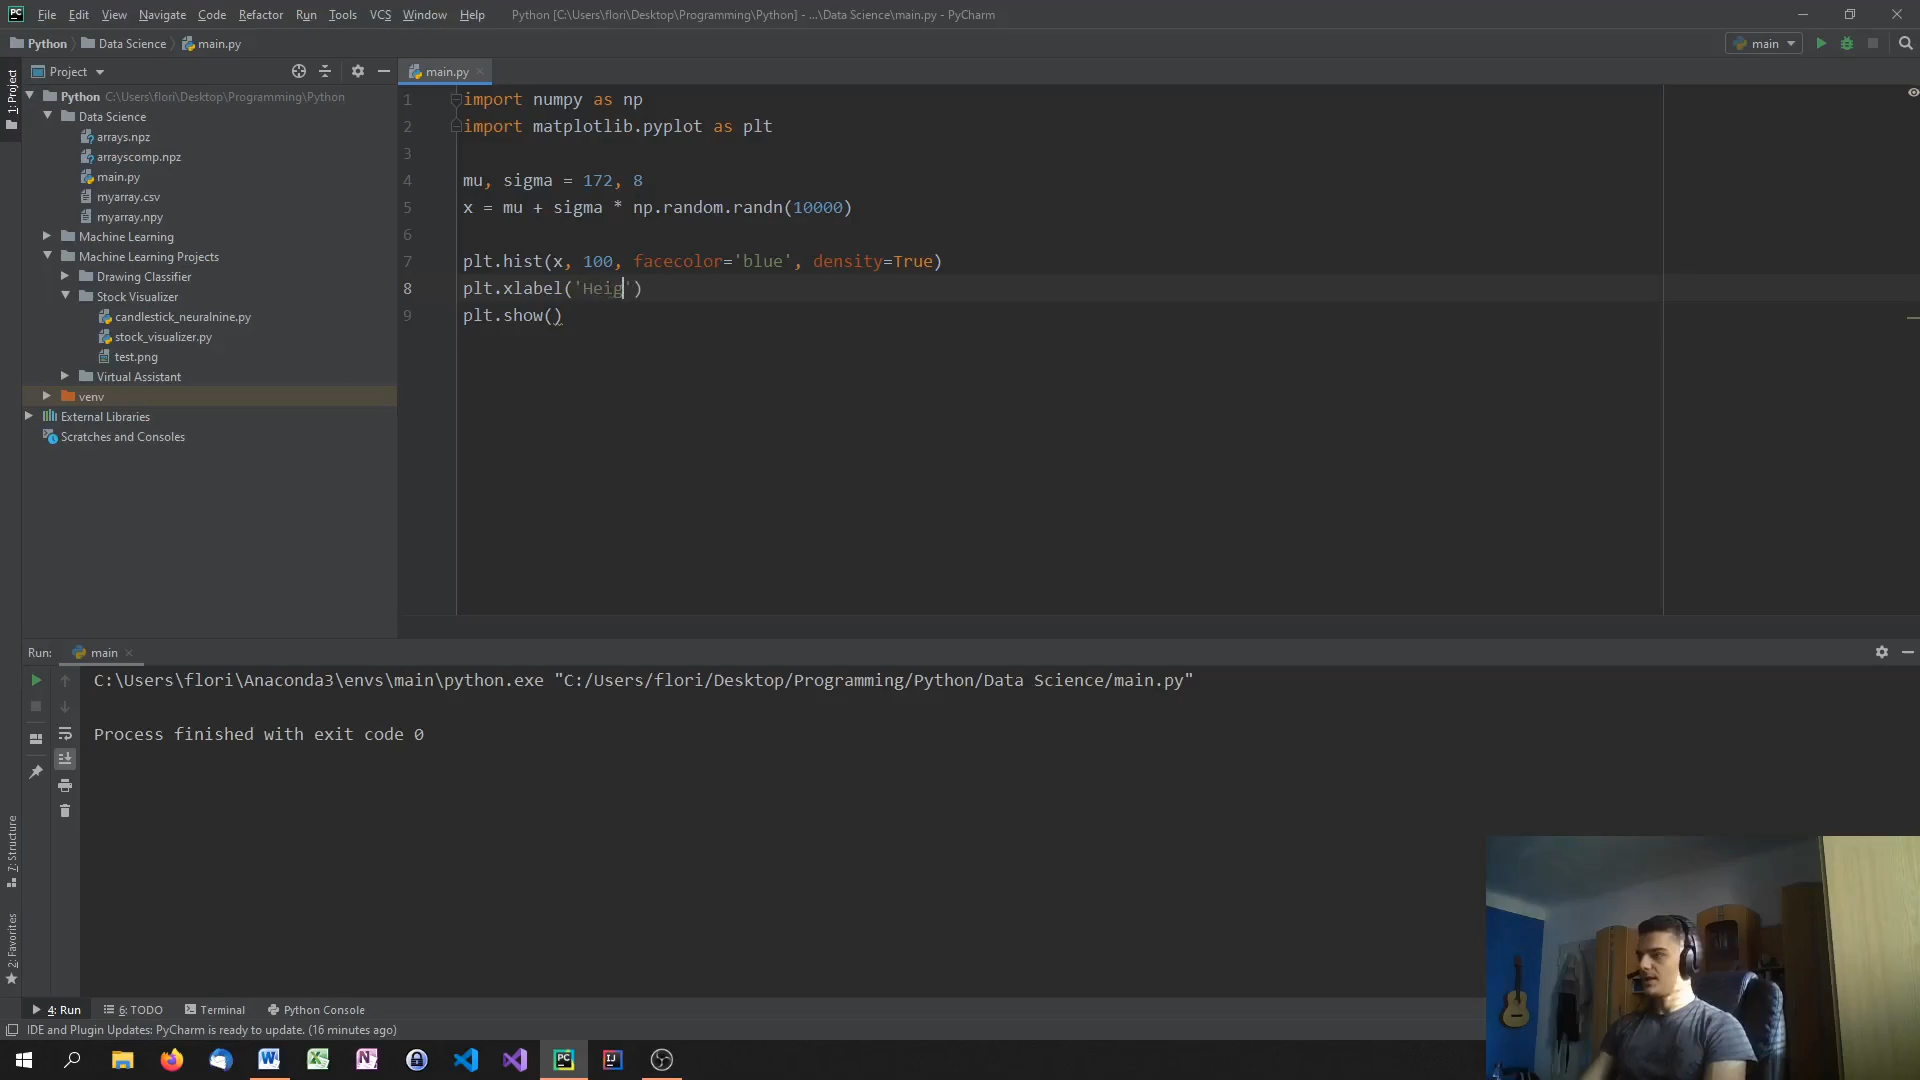 File Edit View Navigate Code Refactor Run Tools VCS Window Help Python [C:\Users\flori\Desktop\Programming\Python] - ...\Data Science\main.py - PyCharm
Python Data Science main.py main
Project main.py
1: Project
Python C:\Users\flori\Desktop\Programming\Python
Data Science
arrays.npz
arrayscomp.npz
main.py
myarray.csv
myarray.npy
Machine Learning
Machine Learning Projects
Drawing Classifier
Stock Visualizer
candlestick_neuralnine.py
stock_visualizer.py
test.png
Virtual Assistant
venv
External Libraries
Scratches and Consoles
1 import numpy as np
2 import matplotlib.pyplot as plt
3
4 mu, sigma = 172, 8
5 x = mu + sigma * np.random.randn(10000)
6
7 plt.hist(x, 100, facecolor='blue', density=True)
8 plt.xlabel('Heig')
9 plt.show()
Run: main
C:\Users\flori\Anaconda3\envs\main\python.exe "C:/Users/flori/Desktop/Programming/Python/Data Science/main.py"
Process finished with exit code 0
7: Structure
2: Favorites
4: Run 6: TODO Terminal Python Console
IDE and Plugin Updates: PyCharm is ready to update. (16 minutes ago)